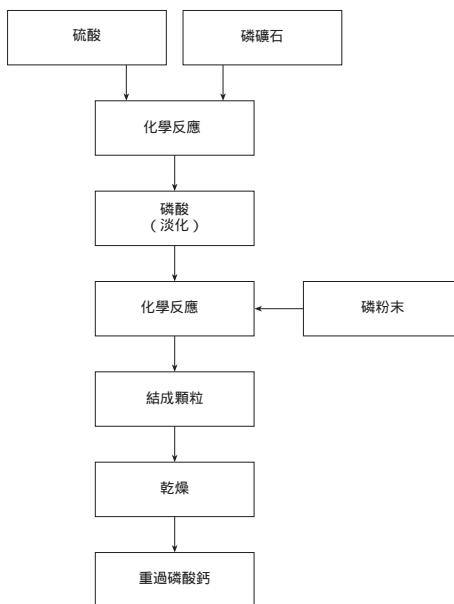 硫酸
磷礦石
化學反應
磷酸
（淡化）
化學反應
磷粉末
結成顆粒
乾燥
重過磷酸鈣